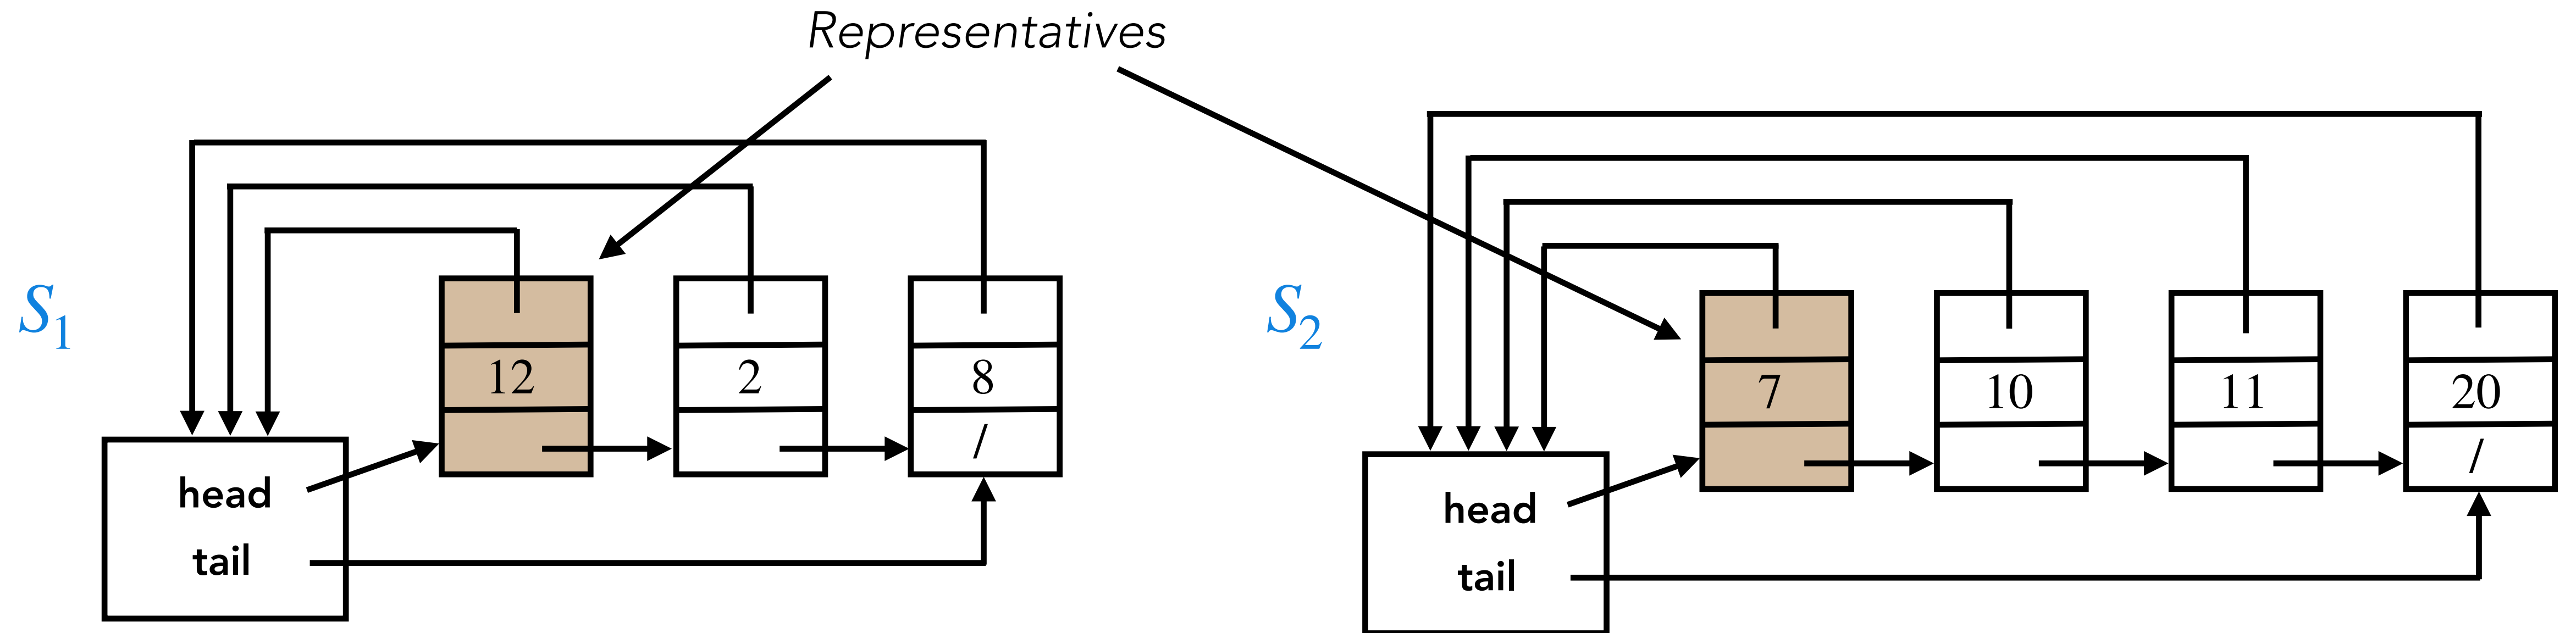 Representatives
S₁
12
2
8
/
head
tail
S₂
7
10
11
20
/
head
tail